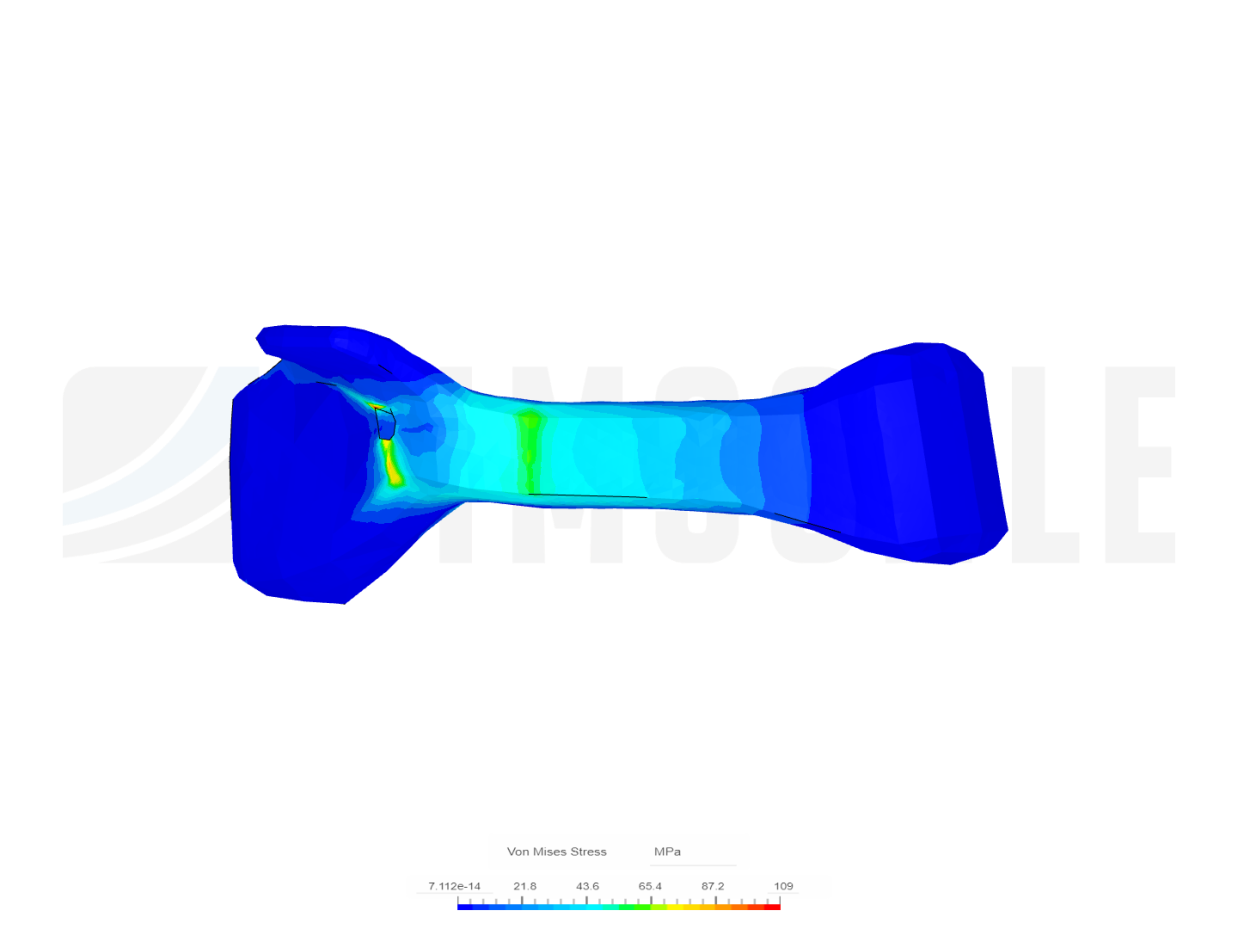 Von Mises Stress MPa
7.112e-14 21.8 43.6 65.4 87.2 109